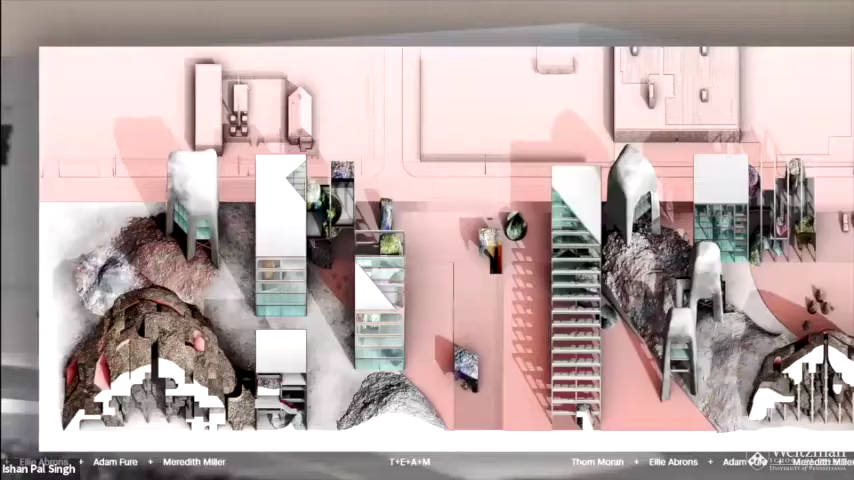 Ellie Abrons + Adam Fure + Meredith Miller T+E+A+M Thom Moran + Ellie Abrons + Adam Meredith Miller
Ishan Pal Singh
Weitzman
University of Pennsylvania